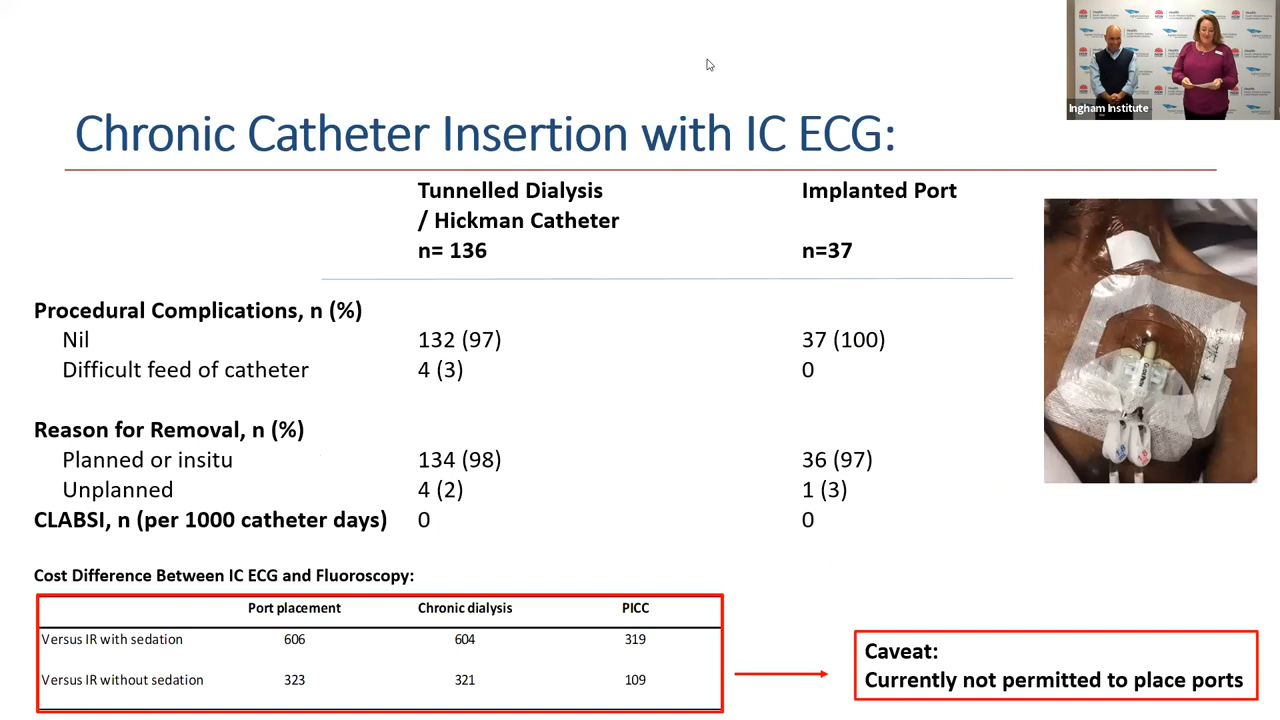 Ingham Institute
Chronic Catheter Insertion with IC ECG:
Tunnelled Dialysis Implanted Port
/ Hickman Catheter
n= 136 n=37
Procedural Complications, n (%)
Nil 132 (97) 37 (100)
Difficult feed of catheter 4 (3) 0
Reason for Removal, n (%)
Planned or insitu 134 (98) 36 (97)
Unplanned 4 (2) 1 (3)
CLABSI, n (per 1000 catheter days) 0 0
Cost Difference Between IC ECG and Fluoroscopy:
Port placement Chronic dialysis PICC
Versus IR with sedation 606 604 319
Versus IR without sedation 323 321 109
Caveat:
Currently not permitted to place ports